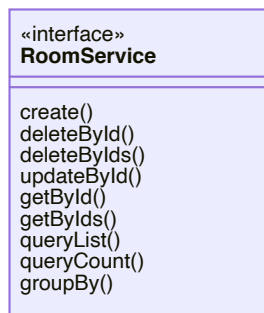 «interface»
RoomService
create()
deleteById()
deleteByIds()
updateById()
getById()
getByIds()
queryList()
queryCount()
groupBy()